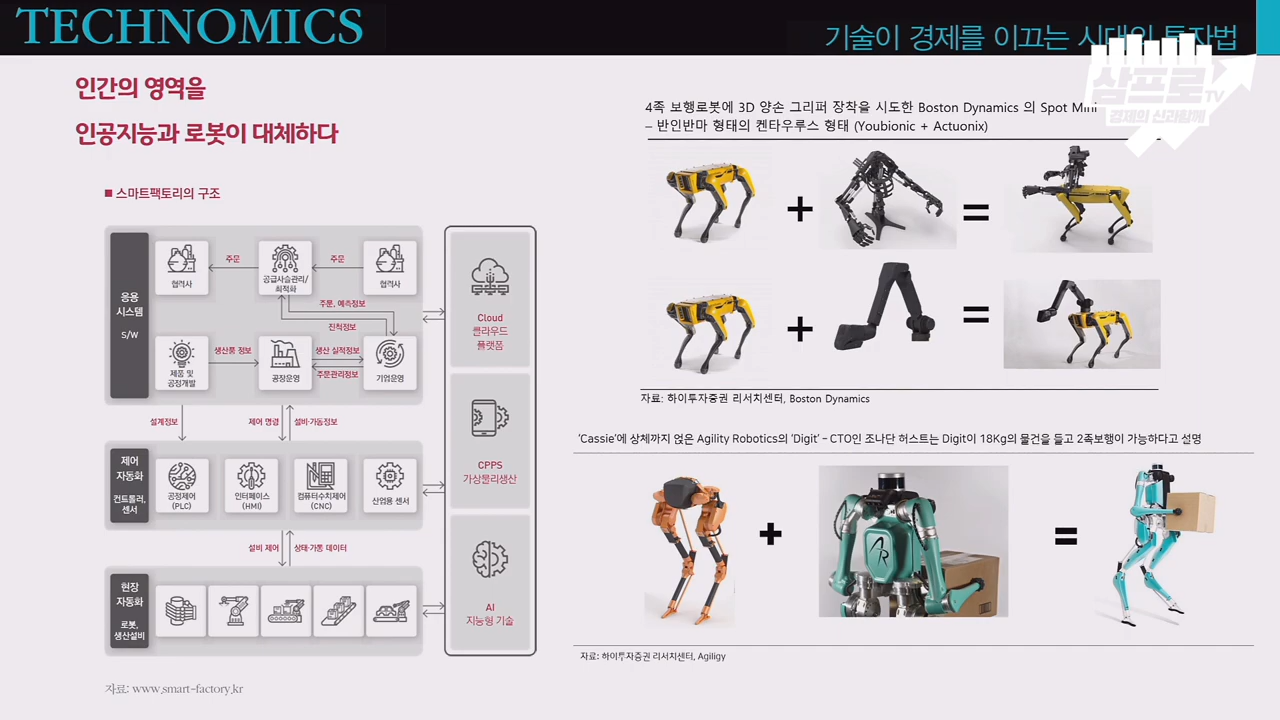 TECHNOMICS
기술이 경제를 이끄는 시대의 투자법
삼프로TV
경제의 신과함께
인간의 영역을
인공지능과 로봇이 대체하다
■ 스마트팩토리의 구조
응용
시스템
S/W
협력사
주문
공급사슬관리/
최적화
주문
협력사
주문, 예측정보
진척정보
제품 및
공정개발
생산품 정보
공장운영
생산 실적정보
주문관리정보
기업운영
설계정보
제어 명령
설비·가동정보
제어
자동화
컨트롤러,
센서
공정제어
(PLC)
인터페이스
(HMI)
컴퓨터수치제어
(CNC)
산업용 센서
설비 제어
상태·가동 데이터
현장
자동화
로봇,
생산설비
Cloud
클라우드
플랫폼
CPPS
가상물리생산
AI
지능형 기술
자료: www.smart-factory.kr
4족 보행로봇에 3D 양손 그리퍼 장착을 시도한 Boston Dynamics 의 Spot Mini
– 반인반마 형태의 켄타우루스 형태 (Youbionic + Actuonix)
+
=
+
=
자료: 하이투자증권 리서치센터, Boston Dynamics
'Cassie'에 상체까지 얹은 Agility Robotics의 'Digit' – CTO인 조나단 허스트는 Digit이 18Kg의 물건을 들고 2족보행이 가능하다고 설명
+
=
AR
자료: 하이투자증권 리서치센터, Agiligy